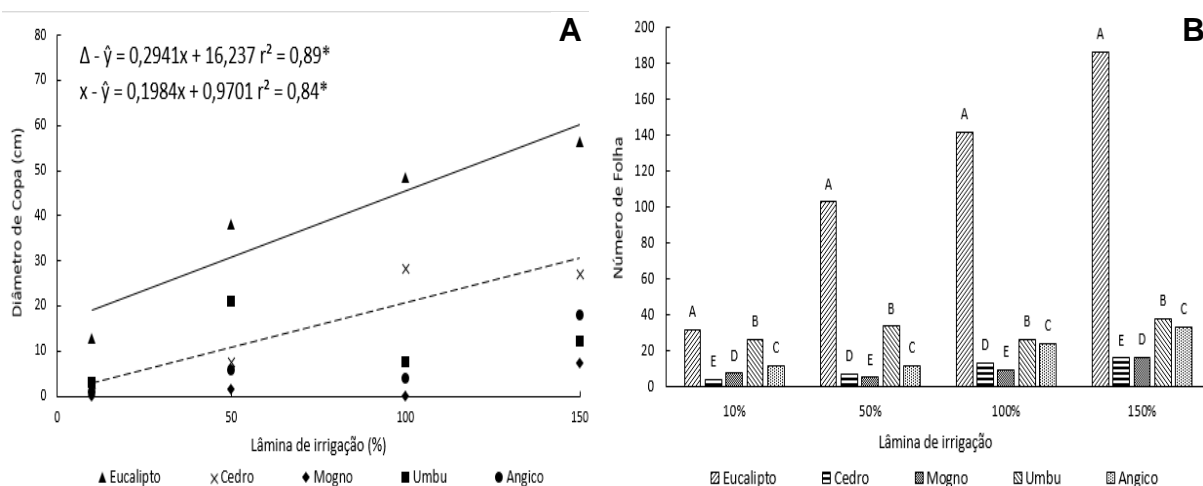 A
Δ - ŷ = 0,2941x + 16,237 r² = 0,89*
x - ŷ = 0,1984x + 0,9701 r² = 0,84*
Diâmetro de Copa (cm)
80
70
60
50
40
30
20
10
0
0 50 100 150
Lâmina de irrigação (%)
Eucalipto Cedro Mogno Umbu Angico
B
Número de Folha
200
180
160
140
120
100
80
60
40
20
0
A E D B C
A D E B C
A D E B C
A E D B C
10% 50% 100% 150%
Lâmina de irrigação
Eucalipto Cedro Mogno Umbu Angico